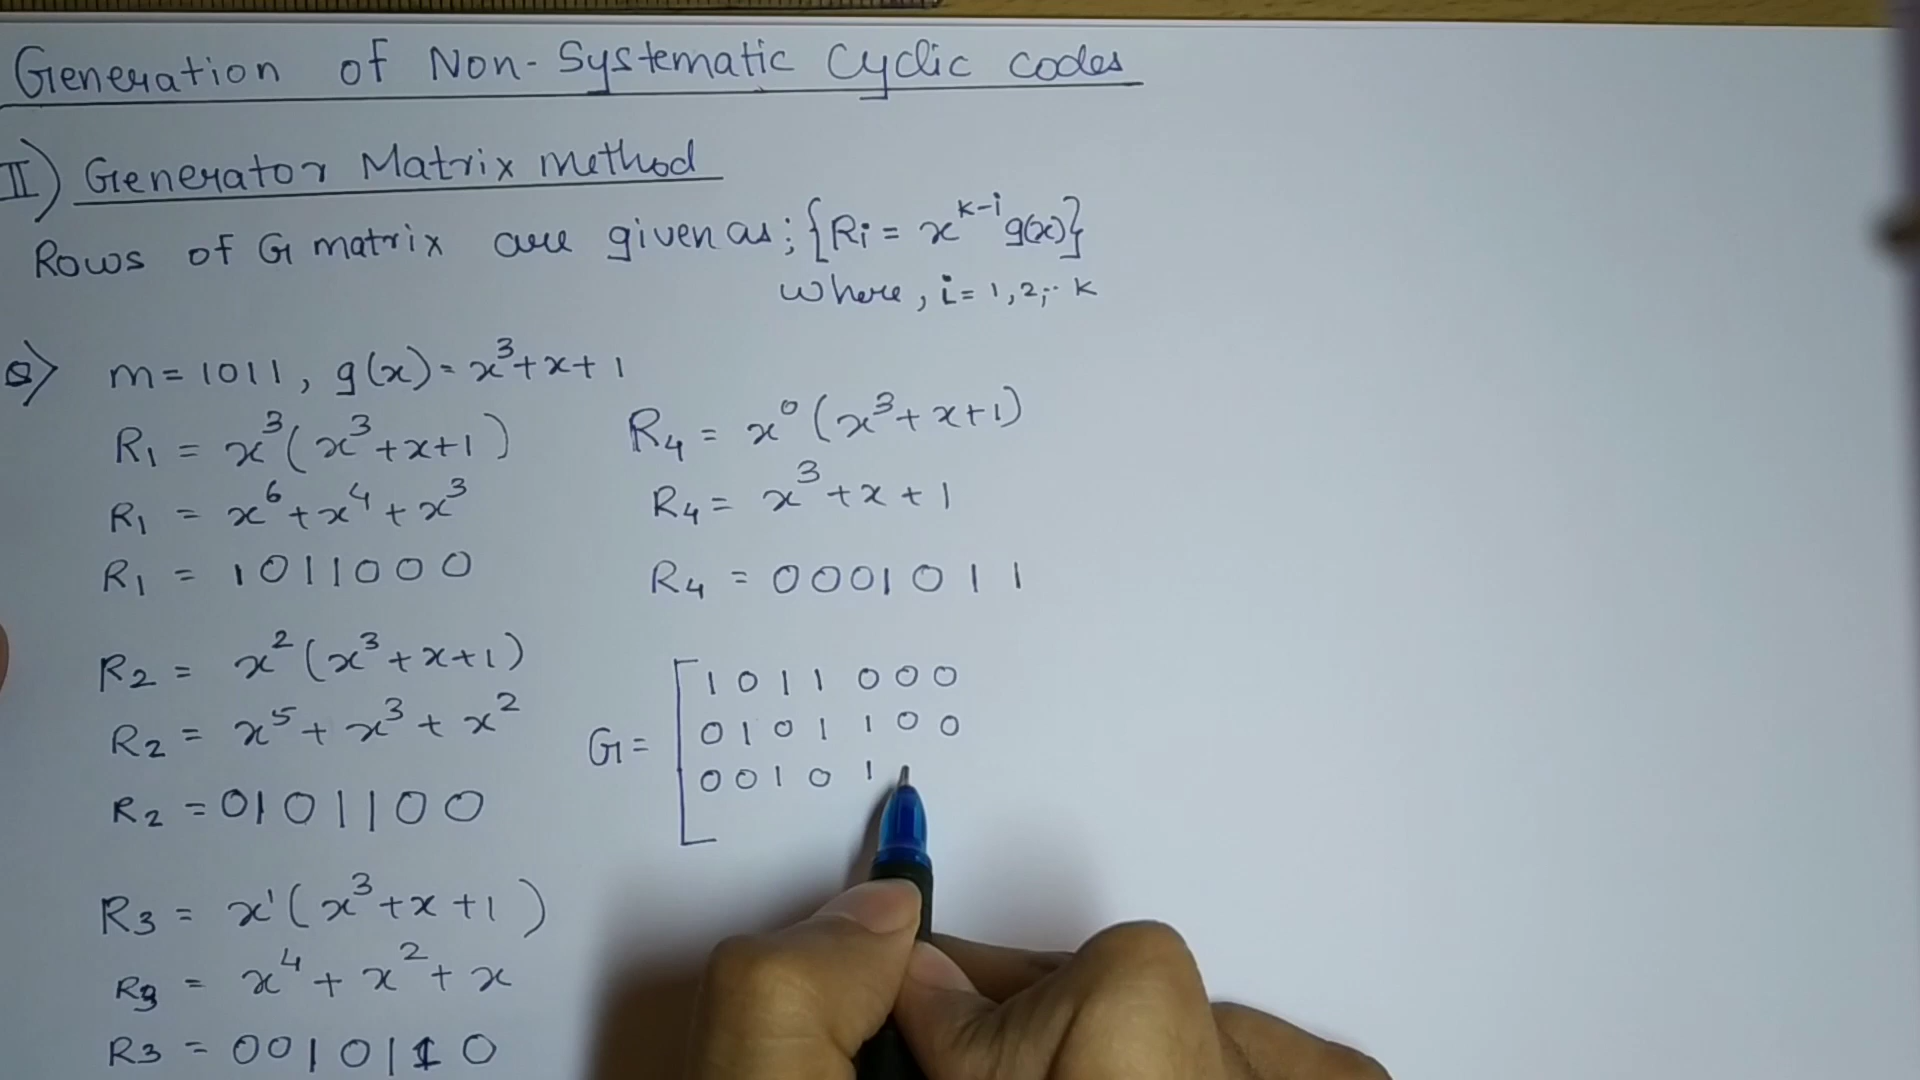 Generation of Non-Systematic Cyclic codes
II) Generator Matrix method
Rows of G matrix are given as; {Ri = x^{k-i} g(x)}
where, i = 1, 2, .. k
Q) m = 1011, g(x) = x³ + x + 1
R₁ = x³(x³ + x + 1)
R₁ = x⁶ + x⁴ + x³
R₁ = 1011000
R₂ = x²(x³ + x + 1)
R₂ = x⁵ + x³ + x²
R₂ = 0101100
R₃ = x¹(x³ + x + 1)
R₃ = x⁴ + x² + x
R₃ = 0010110
R₄ = x⁰(x³ + x + 1)
R₄ = x³ + x + 1
R₄ = 0001011
G = [1 0 1 1 0 0 0
0 1 0 1 1 0 0
0 0 1 0 1